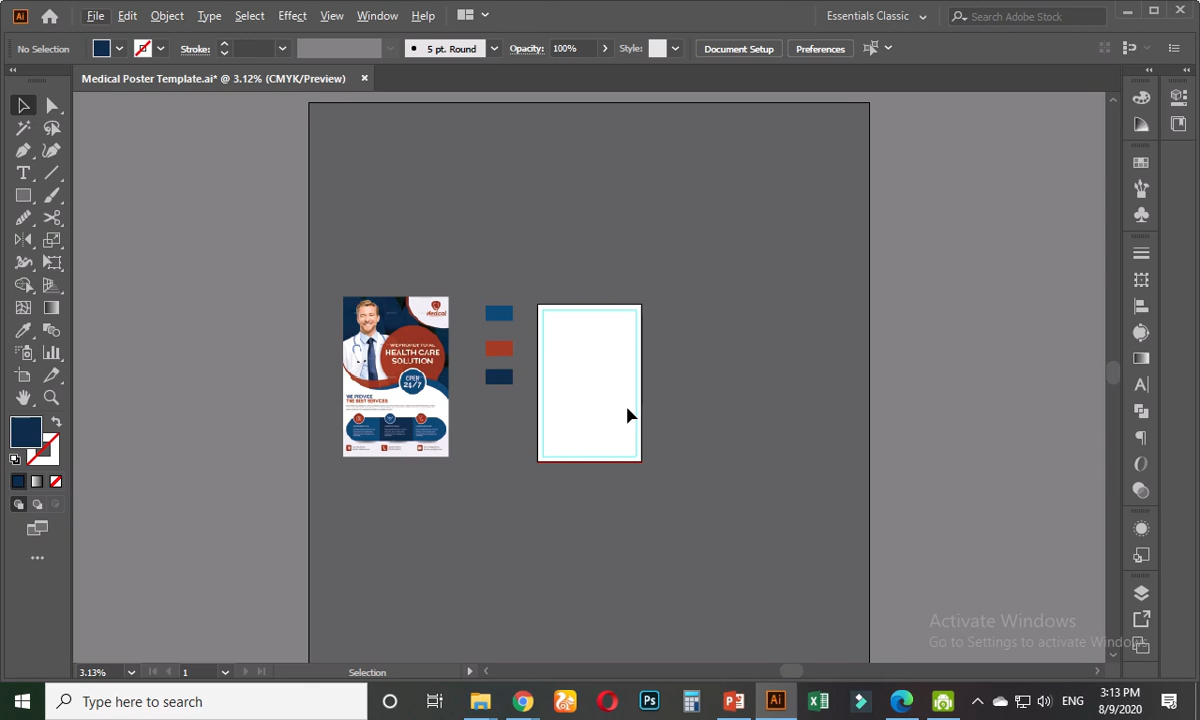 Ai File Edit Object Type Select Effect View Window Help Essentials Classic Search Adobe Stock
No Selection Stroke: 5 pt. Round Opacity: 100% Style: Document Setup Preferences
Medical Poster Template.ai* @ 3.12% (CMYK/Preview)
Medical
WE PROVIDE TOTAL
HEALTH CARE
SOLUTION
OPEN
24/7
WE PROVIDE
THE BEST SERVICES
Activate Windows
Go to Settings to activate Windows.
3.13% 1 Selection
Type here to search Ps Ai ENG 3:13 PM
8/9/2020